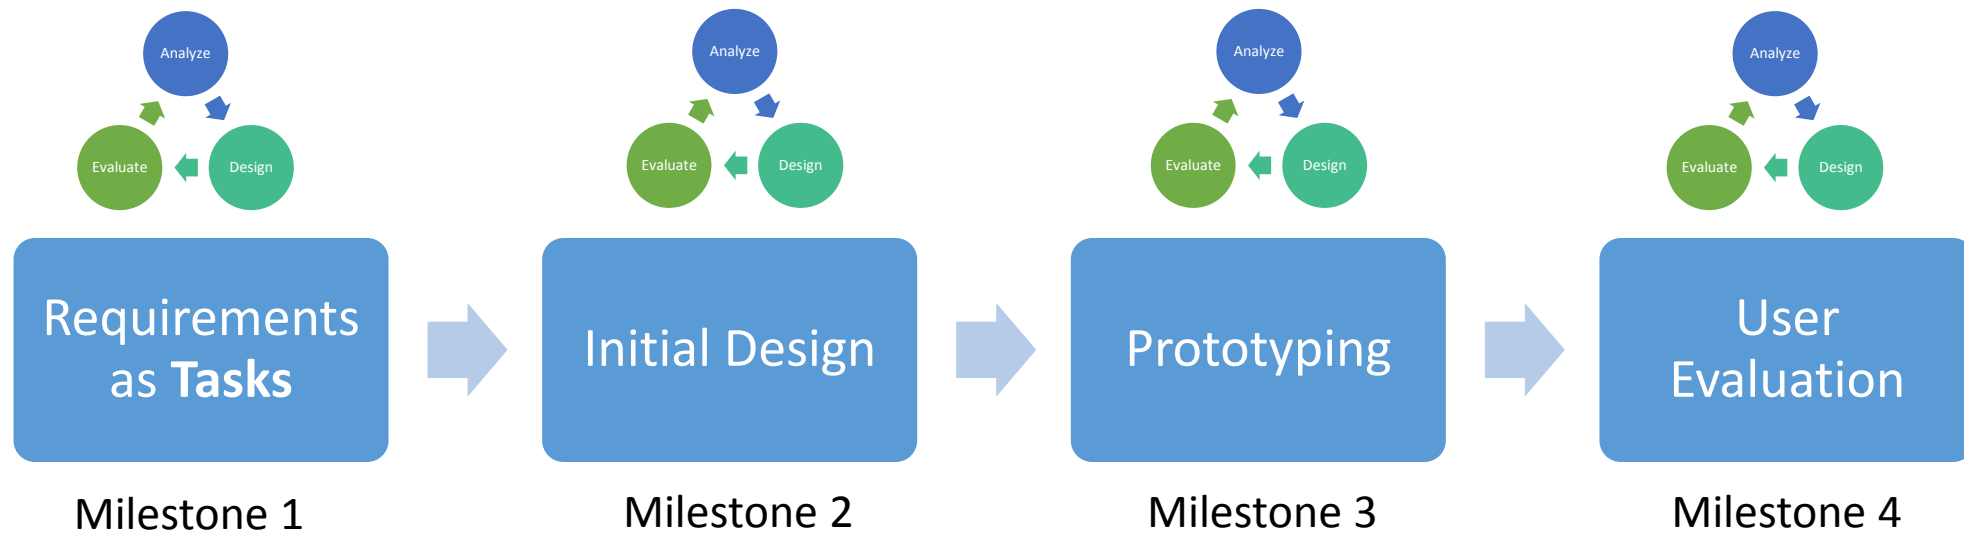 Analyze
Evaluate
Design
Analyze
Evaluate
Design
Analyze
Evaluate
Design
Analyze
Evaluate
Design
Requirements
as Tasks
Initial Design
Prototyping
User
Evaluation
Milestone 1
Milestone 2
Milestone 3
Milestone 4